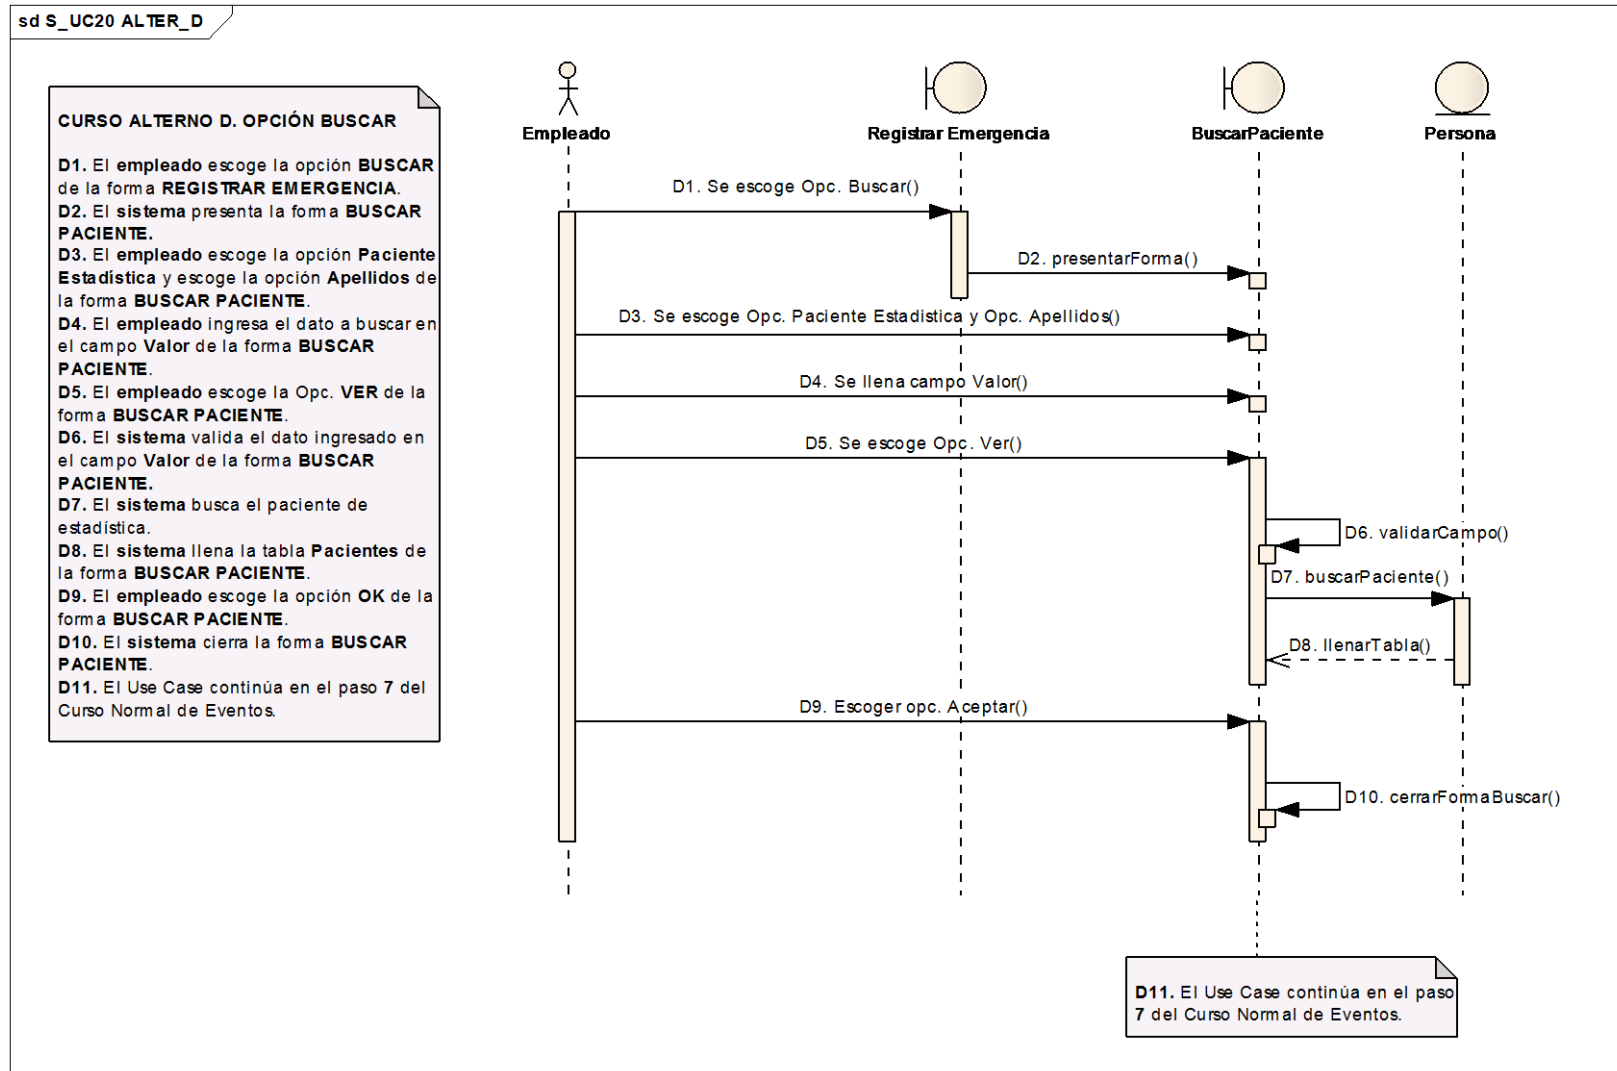 sd S_UC20 ALTER_D
CURSO ALTERNO D. OPCIÓN BUSCAR
D1. El empleado escoge la opción BUSCAR
de la forma REGISTRAR EMERGENCIA.
D2. El sistema presenta la forma BUSCAR
PACIENTE.
D3. El empleado escoge la opción Paciente
Estadística y escoge la opción Apellidos de
la forma BUSCAR PACIENTE.
D4. El empleado ingresa el dato a buscar en
el campo Valor de la forma BUSCAR
PACIENTE.
D5. El empleado escoge la Opc. VER de la
forma BUSCAR PACIENTE.
D6. El sistema valida el dato ingresado en
el campo Valor de la forma BUSCAR
PACIENTE.
D7. El sistema busca el paciente de
estadística.
D8. El sistema llena la tabla Pacientes de
la forma BUSCAR PACIENTE.
D9. El empleado escoge la opción OK de la
forma BUSCAR PACIENTE.
D10. El sistema cierra la forma BUSCAR
PACIENTE.
D11. El Use Case continúa en el paso 7 del
Curso Normal de Eventos.
Empleado
Registrar Emergencia
BuscarPaciente
Persona
D1. Se escoge Opc. Buscar()
D2. presentarForma()
D3. Se escoge Opc. Paciente Estadistica y Opc. Apellidos()
D4. Se llena campo Valor()
D5. Se escoge Opc. Ver()
D6. validarCampo()
D7. buscarPaciente()
D8. llenarTabla()
D9. Escoger opc. Aceptar()
D10. cerrarFormaBuscar()
D11. El Use Case continúa en el paso
7 del Curso Normal de Eventos.